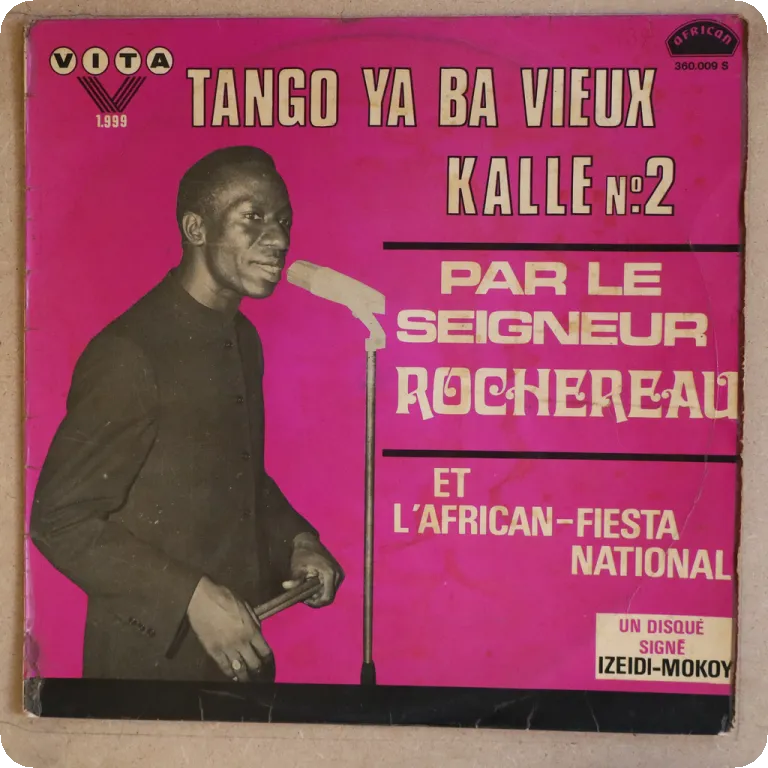 VITA
1.999
AFRICAN
360.009 S
TANGO YA BA VIEUX
KALLE Nº.2
PAR LE
SEIGNEUR
ROCHEREAU
ET
L'AFRICAN-FIESTA
NATIONAL
UN DISQUÉ
SIGNÉ
IZEIDI-MOKOY